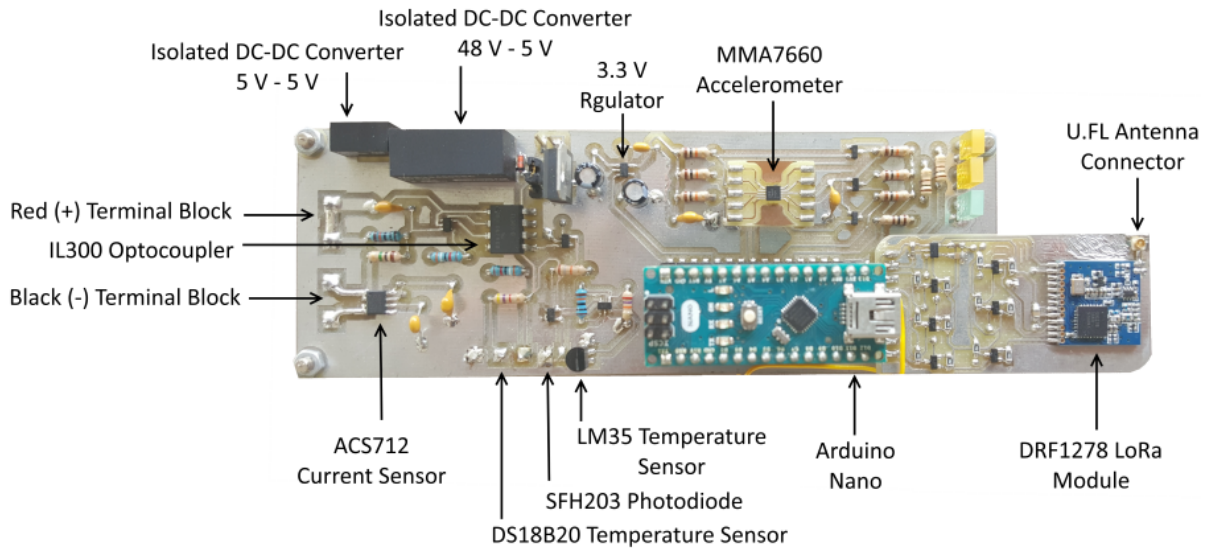 Isolated DC-DC Converter
48 V - 5 V
Isolated DC-DC Converter
5 V - 5 V
3.3 V
Rgulator
MMA7660
Accelerometer
U.FL Antenna
Connector
Red (+) Terminal Block
IL300 Optocoupler
Black (-) Terminal Block
ACS712
Current Sensor
LM35 Temperature
Sensor
SFH203 Photodiode
DS18B20 Temperature Sensor
Arduino
Nano
DRF1278 LoRa
Module